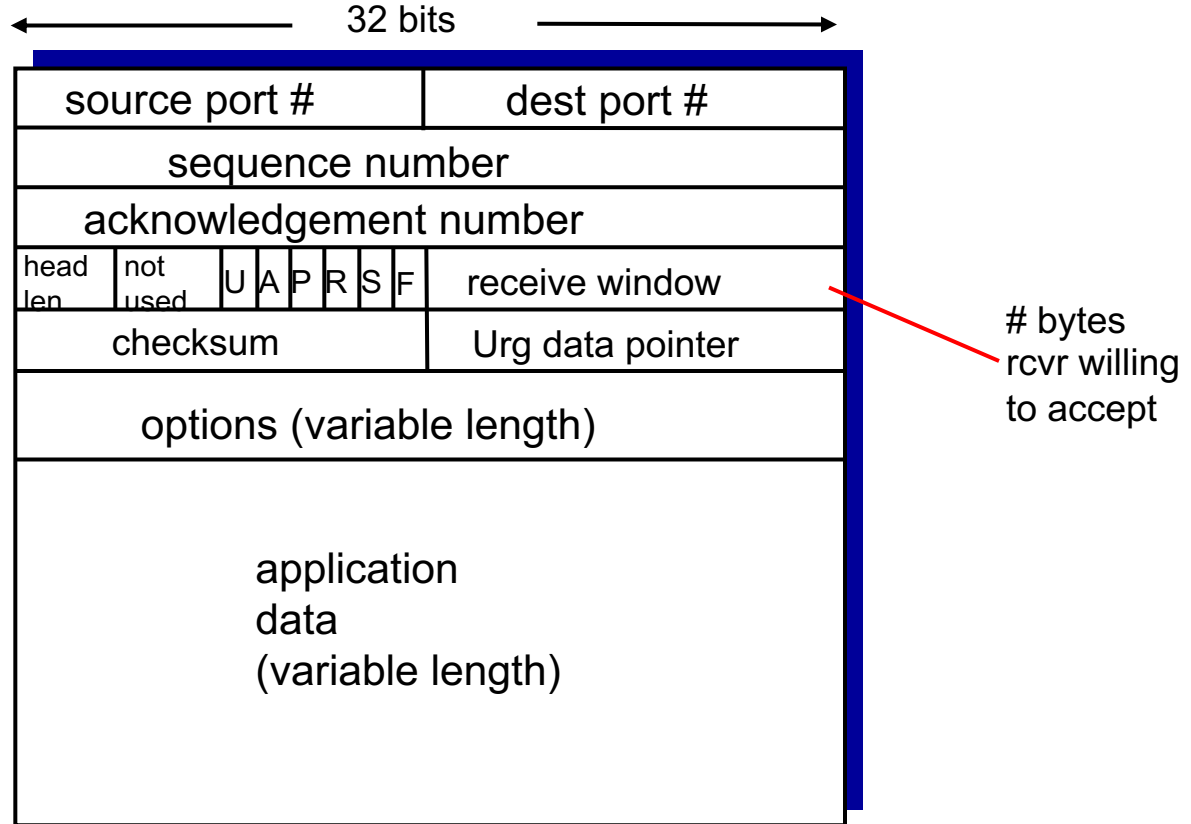 32 bits
source port #
dest port #
sequence number
acknowledgement number
head
len
not
used
U
A
P
R
S
F
receive window
checksum
Urg data pointer
options (variable length)
application
data
(variable length)
# bytes
rcvr willing
to accept